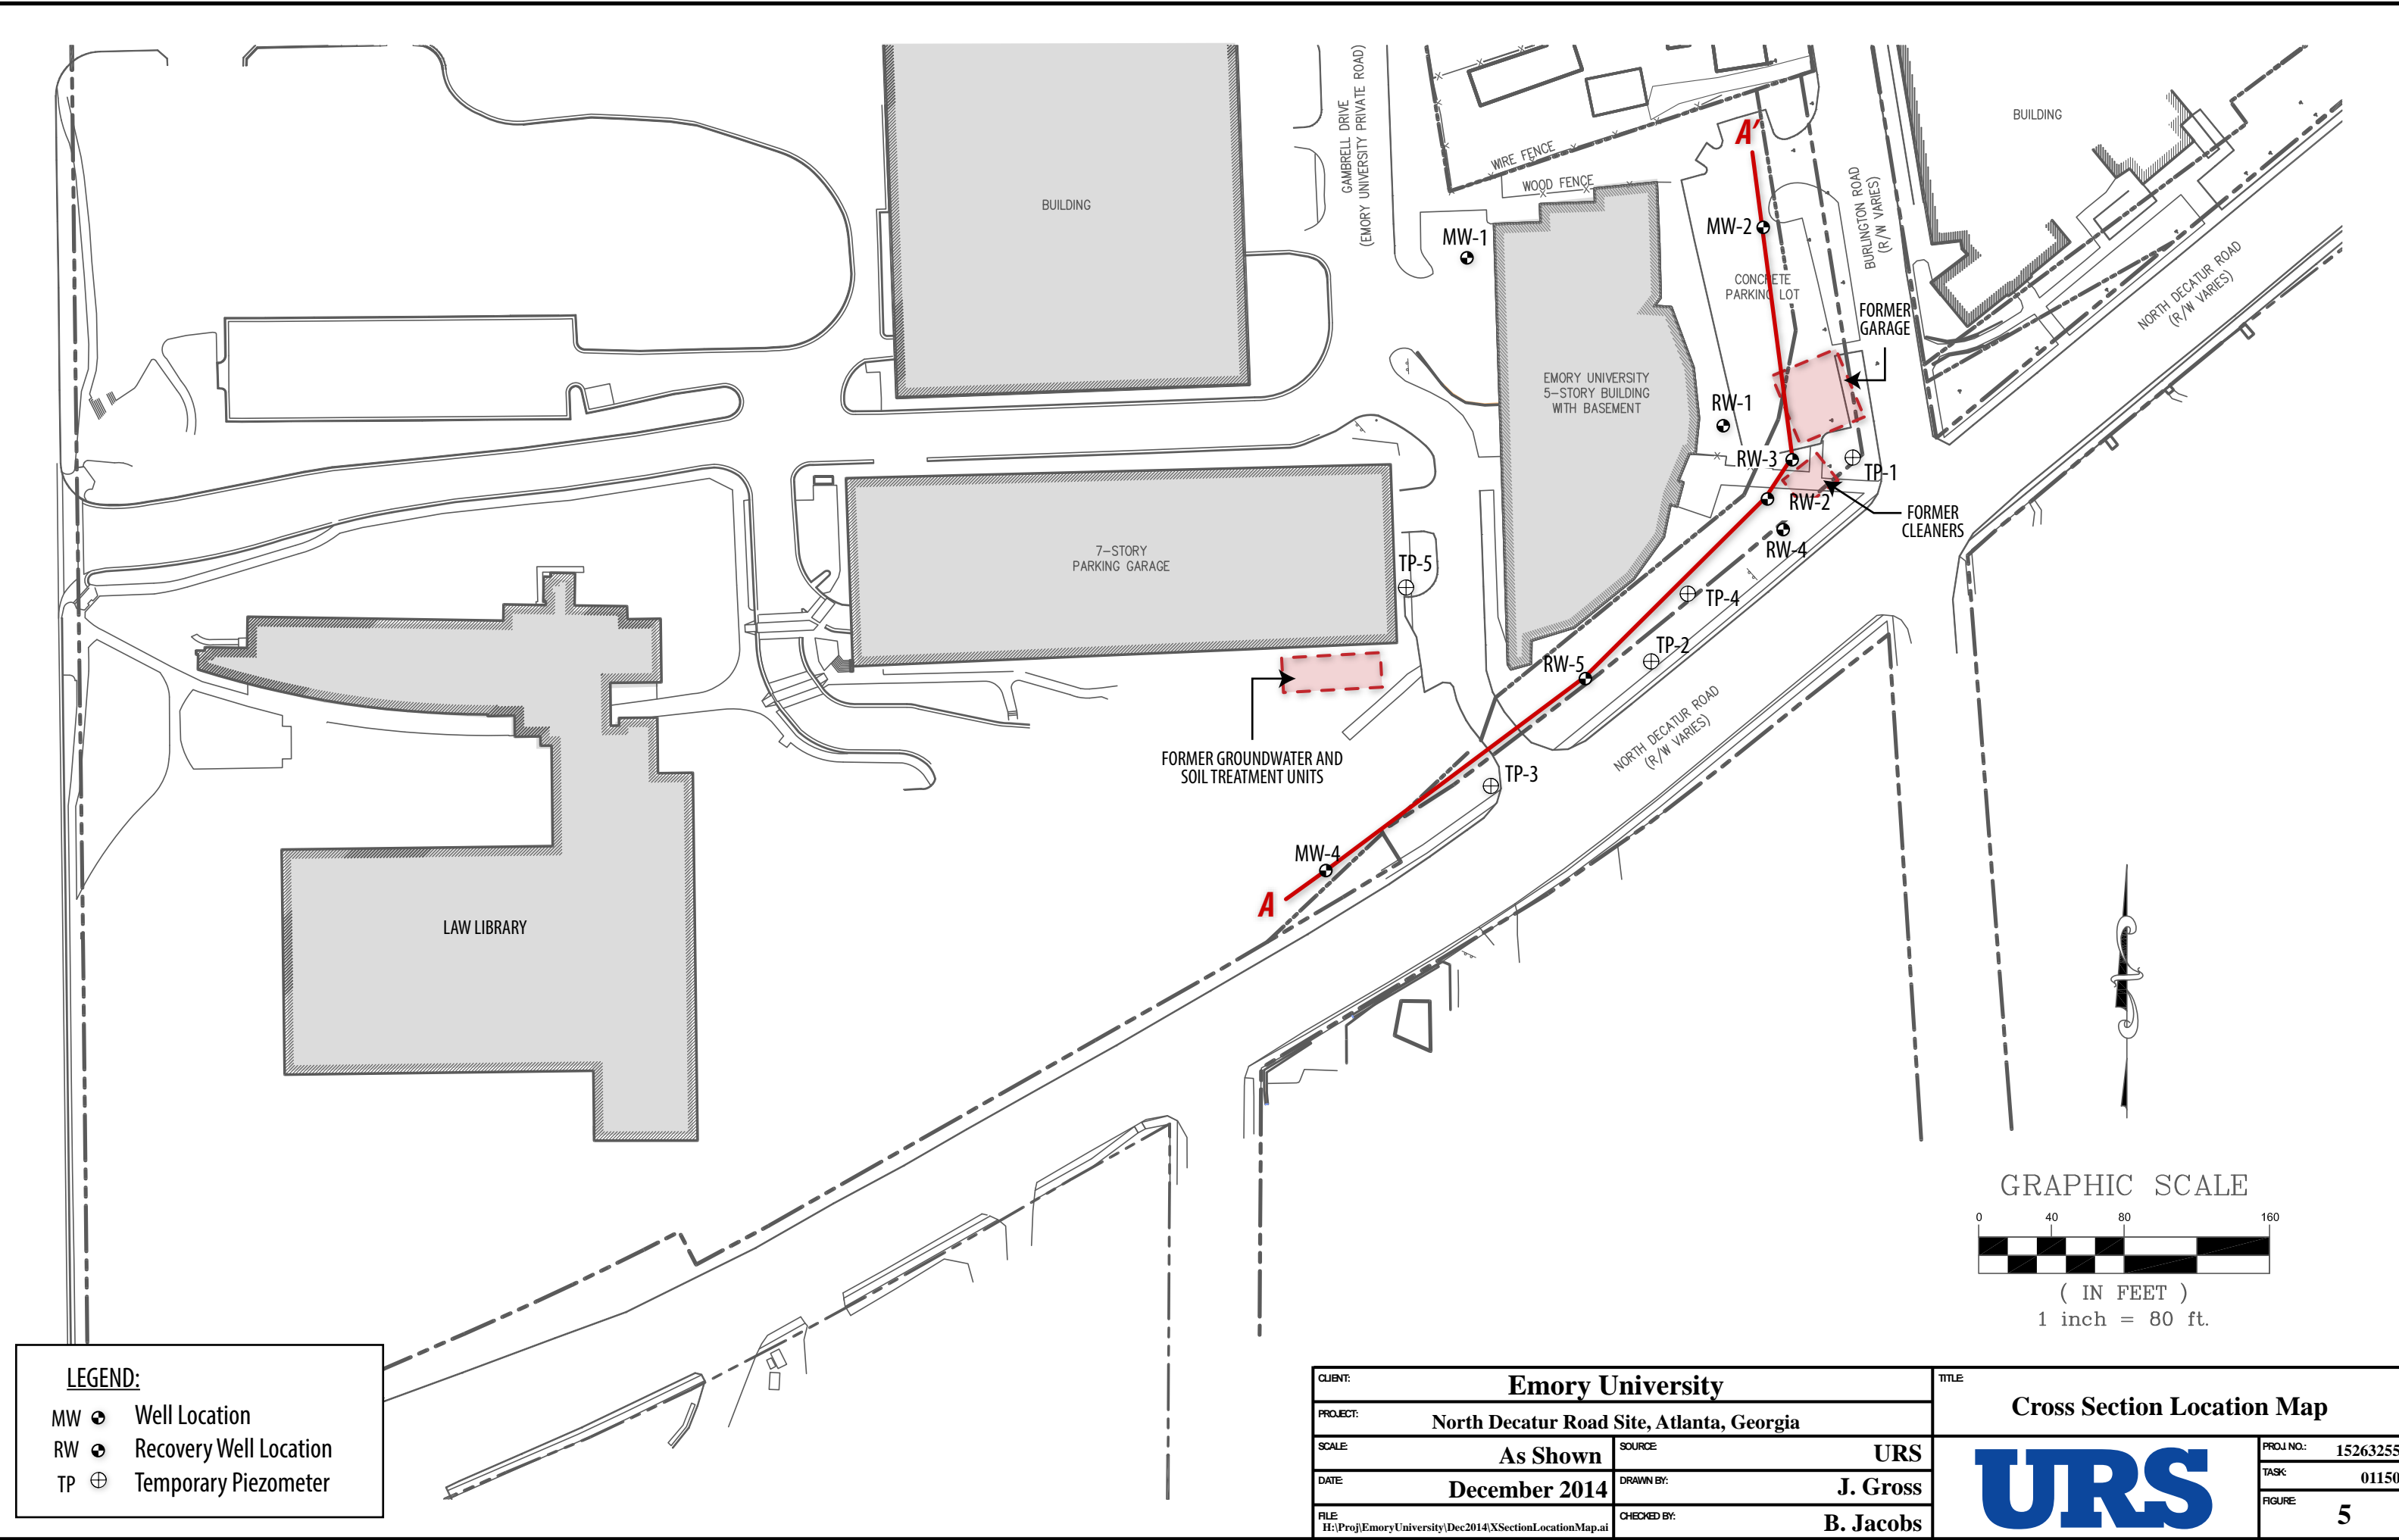 GAMBRELL DRIVE
(EMORY UNIVERSITY PRIVATE ROAD)
BUILDING
BUILDING
WIRE FENCE
WOOD FENCE
A'
MW-1
MW-2
BURLINGTON ROAD
(R/W VARIES)
NORTH DECATUR ROAD
(R/W VARIES)
CONCRETE
PARKING LOT
FORMER
GARAGE
EMORY UNIVERSITY
5-STORY BUILDING
WITH BASEMENT
RW-1
RW-3
TP-1
RW-2
FORMER
CLEANERS
RW-4
7-STORY
PARKING GARAGE
TP-5
TP-4
TP-2
RW-5
NORTH DECATUR ROAD
(R/W VARIES)
FORMER GROUNDWATER AND
SOIL TREATMENT UNITS
TP-3
MW-4
A
LAW LIBRARY
GRAPHIC SCALE
0 40 80 160
( IN FEET )
1 inch = 80 ft.
LEGEND:
MW Well Location
RW Recovery Well Location
TP Temporary Piezometer
CLIENT: Emory University
PROJECT: North Decatur Road Site, Atlanta, Georgia
SCALE: As Shown
SOURCE: URS
DATE: December 2014
DRAWN BY: J. Gross
FILE: H:\Proj\EmoryUniversity\Dec2014\XSectionLocationMap.ai
CHECKED BY: B. Jacobs
TITLE: Cross Section Location Map
URS
PROJ. NO.: 15263255
TASK: 01150
FIGURE: 5